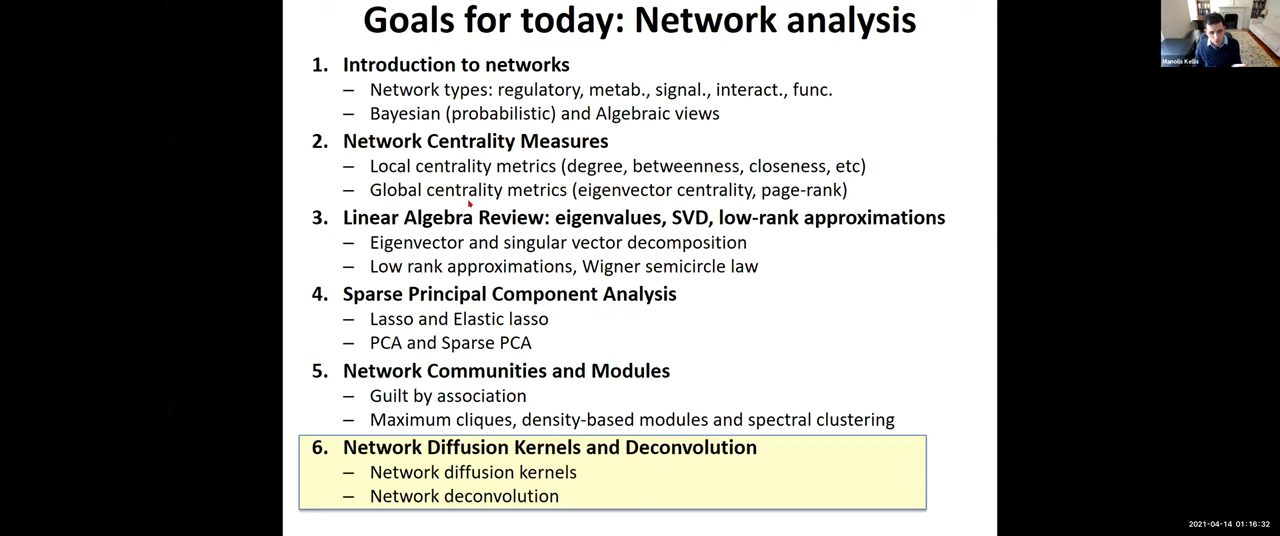 Goals for today: Network analysis
1. Introduction to networks
– Network types: regulatory, metab., signal., interact., func.
– Bayesian (probabilistic) and Algebraic views
2. Network Centrality Measures
– Local centrality metrics (degree, betweenness, closeness, etc)
– Global centrality metrics (eigenvector centrality, page-rank)
3. Linear Algebra Review: eigenvalues, SVD, low-rank approximations
– Eigenvector and singular vector decomposition
– Low rank approximations, Wigner semicircle law
4. Sparse Principal Component Analysis
– Lasso and Elastic lasso
– PCA and Sparse PCA
5. Network Communities and Modules
– Guilt by association
– Maximum cliques, density-based modules and spectral clustering
6. Network Diffusion Kernels and Deconvolution
– Network diffusion kernels
– Network deconvolution
Manolis Kellis
2021-04-14 01:16:32